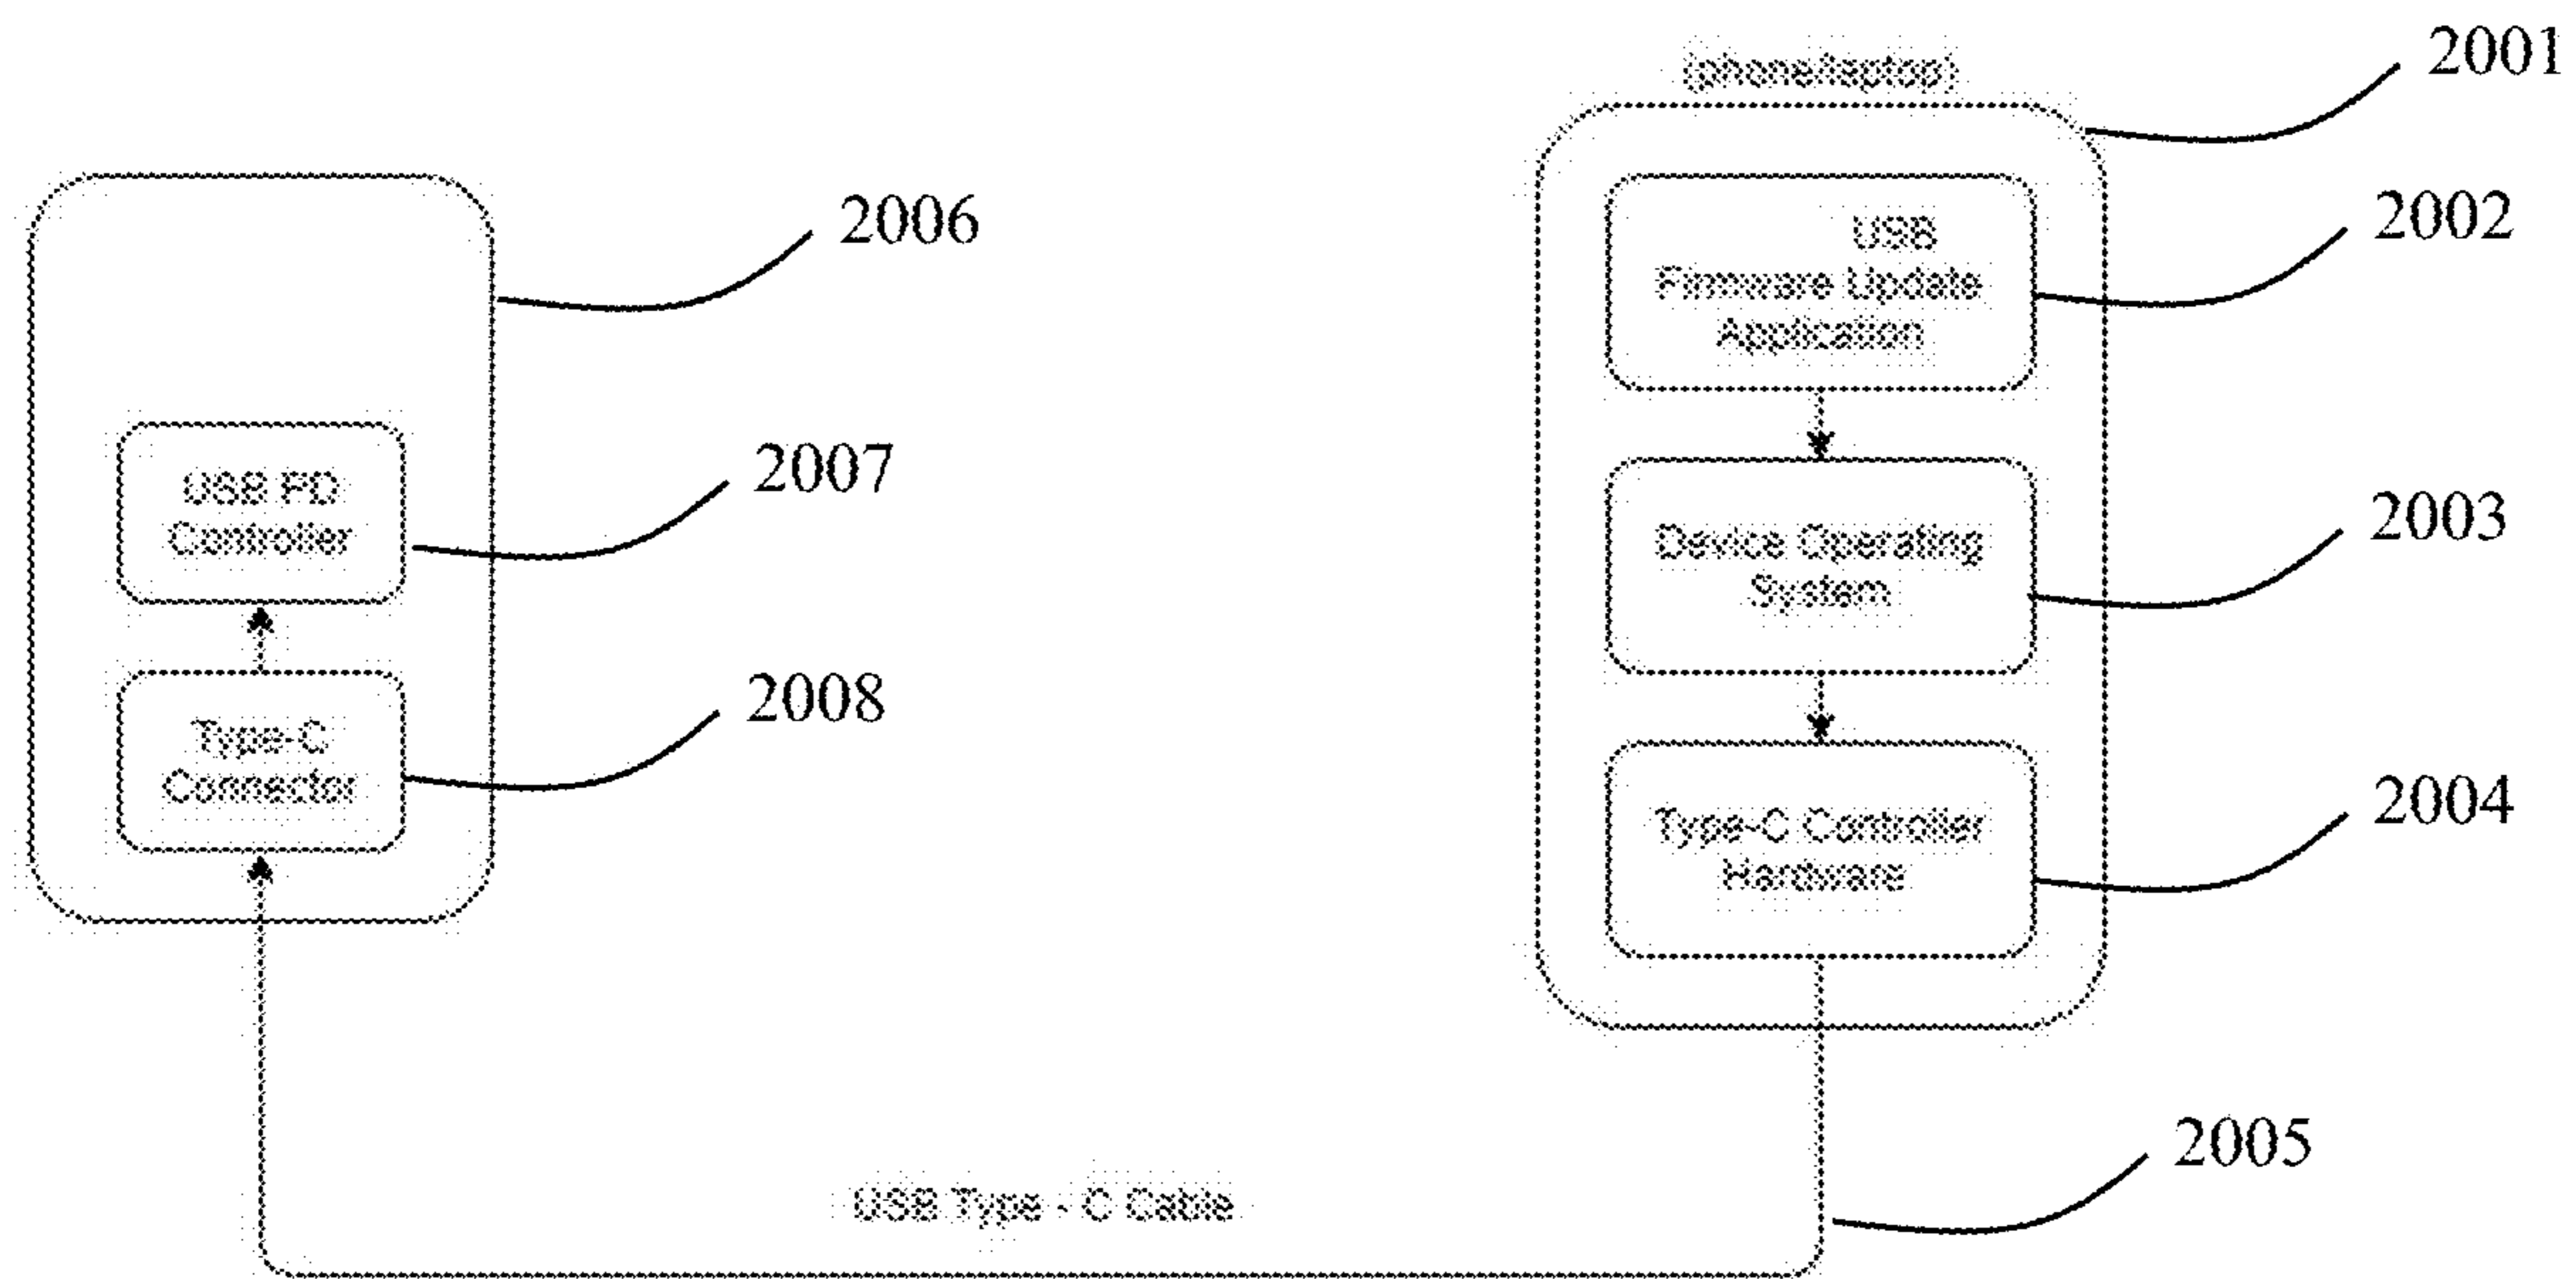 (phone/laptop)
2001
USB
Firmware Update
Application
2002
Device Operating
System
2003
Type-C Controller
Hardware
2004
2005
2006
USB PD
Controller
2007
Type-C
Connector
2008
USB Type - C Cable